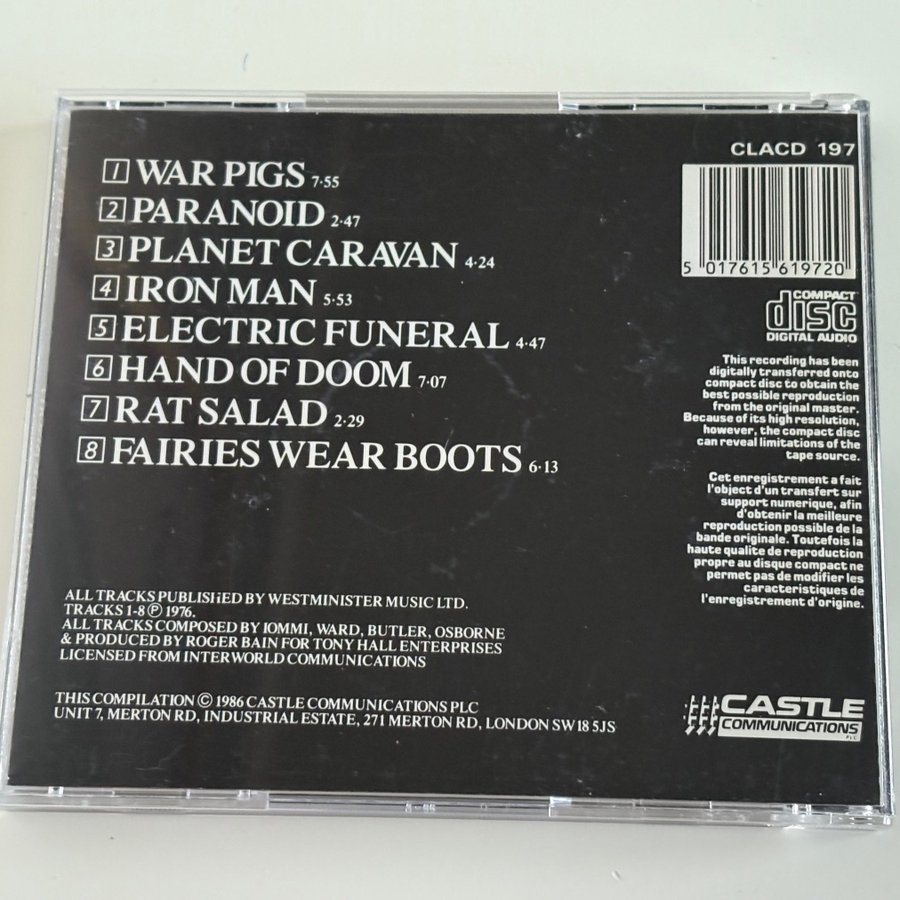 1 WAR PIGS 7·55
2 PARANOID 2·47
3 PLANET CARAVAN 4·24
4 IRON MAN 5·53
5 ELECTRIC FUNERAL 4·47
6 HAND OF DOOM 7·07
7 RAT SALAD 2·29
8 FAIRIES WEAR BOOTS 6·13
ALL TRACKS PUBLISHED BY WESTMINISTER MUSIC LTD.
TRACKS 1-8 Ⓟ 1976.
ALL TRACKS COMPOSED BY IOMMI, WARD, BUTLER, OSBORNE
& PRODUCED BY ROGER BAIN FOR TONY HALL ENTERPRISES
LICENSED FROM INTERWORLD COMMUNICATIONS
THIS COMPILATION © 1986 CASTLE COMMUNICATIONS PLC
UNIT 7, MERTON RD, INDUSTRIAL ESTATE, 271 MERTON RD, LONDON SW18 5JS
CLACD 197
5 017615 619720
COMPACT
disc
DIGITAL AUDIO
This recording has been
digitally transferred onto
compact disc to obtain the
best possible reproduction
from the original master.
Because of its high resolution,
however, the compact disc
can reveal limitations of the
tape source.
Cet enregistrement a fait
l'object d'un transfert sur
support numerique, afin
d'obtenir la meilleure
reproduction possible de la
bande originale. Toutefois la
haute qualite de reproduction
propre au disque compact ne
permet pas de modifier les
caracteristiques de
l'enregistrement d'origine.
CASTLE
COMMUNICATIONS
PLC